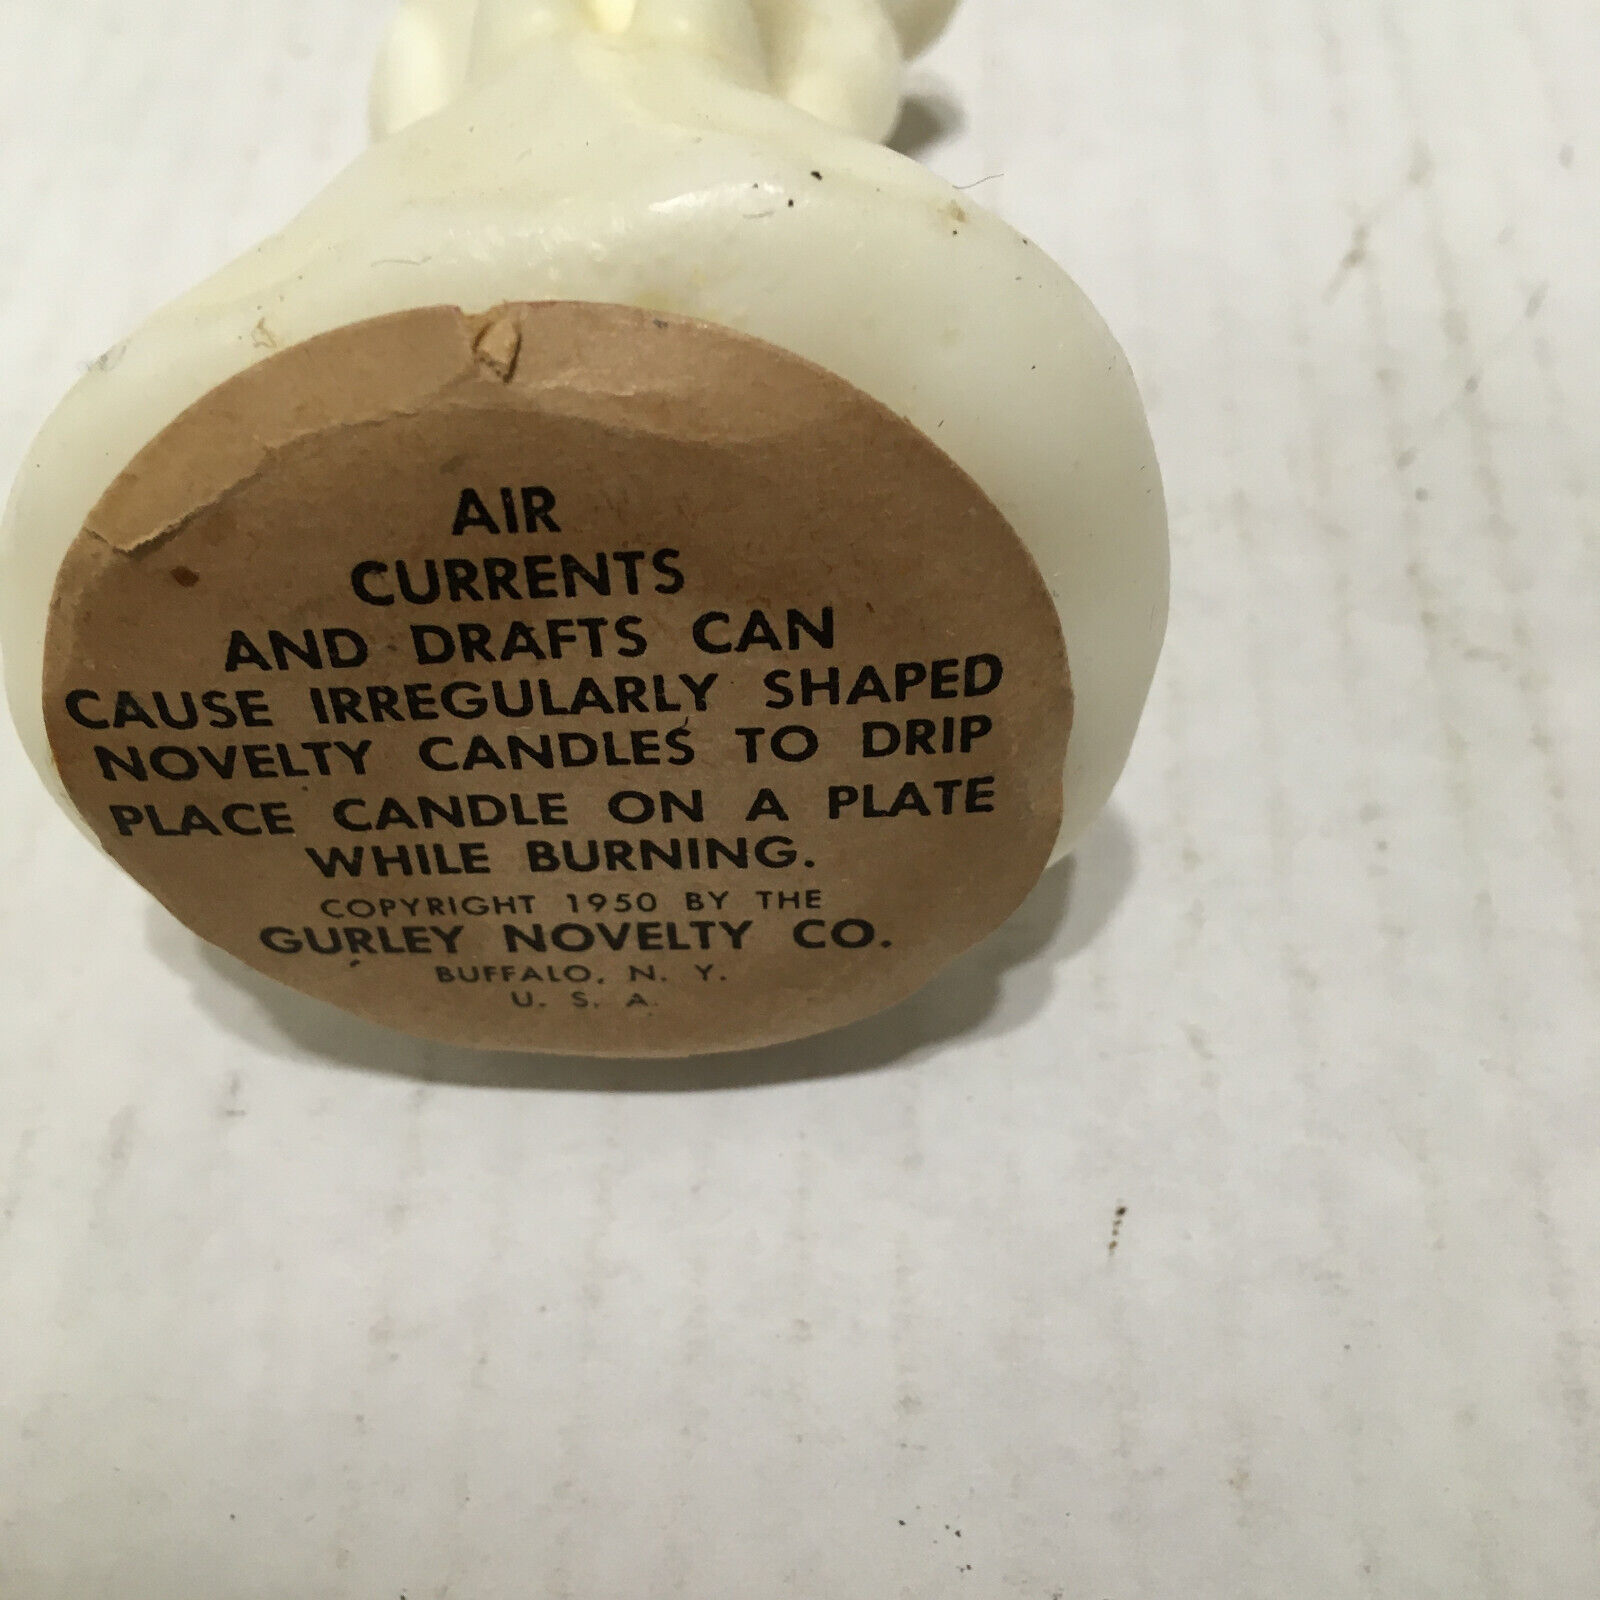 AIR
CURRENTS
AND DRAFTS CAN
CAUSE IRREGULARLY SHAPED
NOVELTY CANDLES TO DRIP
PLACE CANDLE ON A PLATE
WHILE BURNING.
COPYRIGHT 1950 BY THE
GURLEY NOVELTY CO.
BUFFALO, N. Y.
U. S. A.